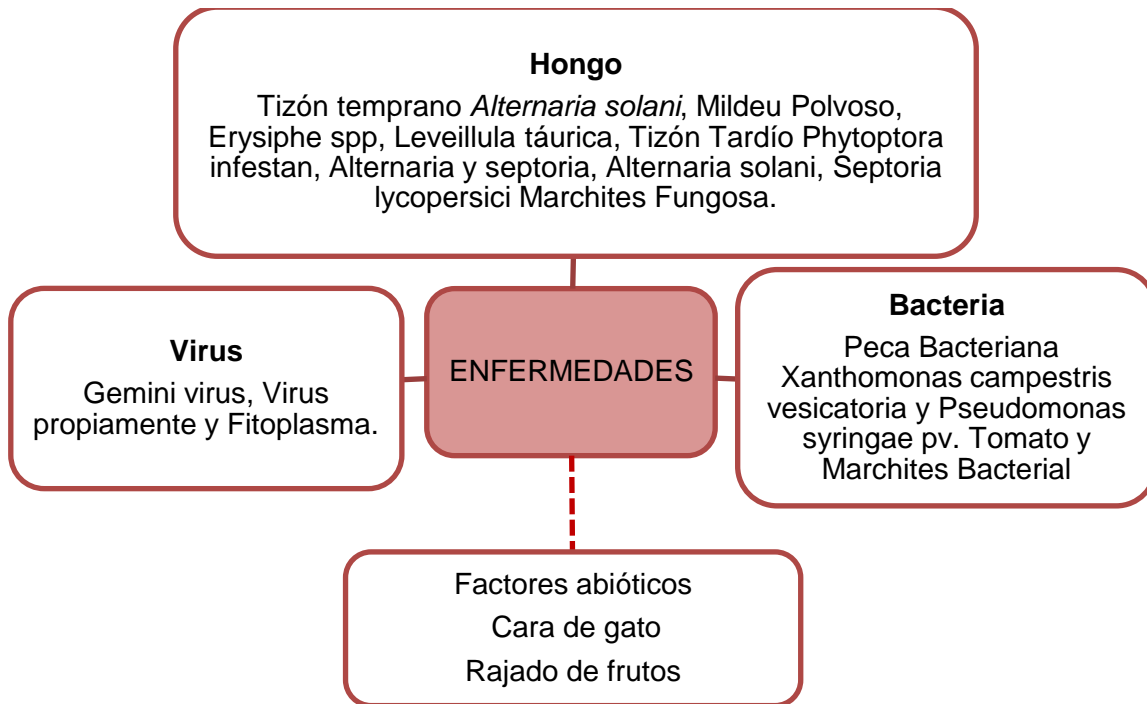 Hongo
Tizón temprano Alternaria solani, Mildeu Polvoso,
Erysiphe spp, Leveillula táurica, Tizón Tardío Phytoptora
infestan, Alternaria y septoria, Alternaria solani, Septoria
lycopersici Marchites Fungosa.
Virus
Gemini virus, Virus
propiamente y Fitoplasma.
ENFERMEDADES
Bacteria
Peca Bacteriana
Xanthomonas campestris
vesicatoria y Pseudomonas
syringae pv. Tomato y
Marchites Bacterial
Factores abióticos
Cara de gato
Rajado de frutos